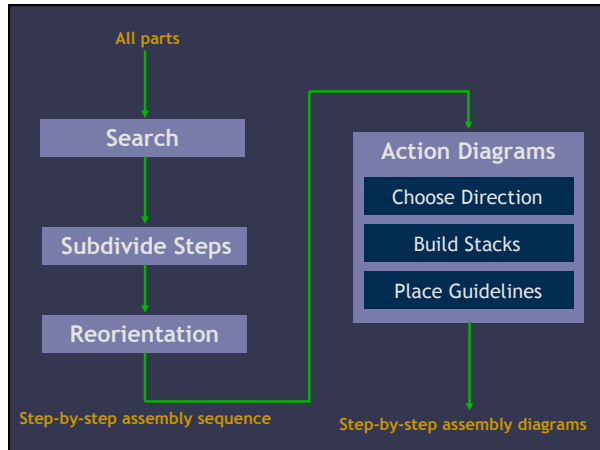 All parts
Search
Subdivide Steps
Reorientation
Step-by-step assembly sequence
Action Diagrams
Choose Direction
Build Stacks
Place Guidelines
Step-by-step assembly diagrams